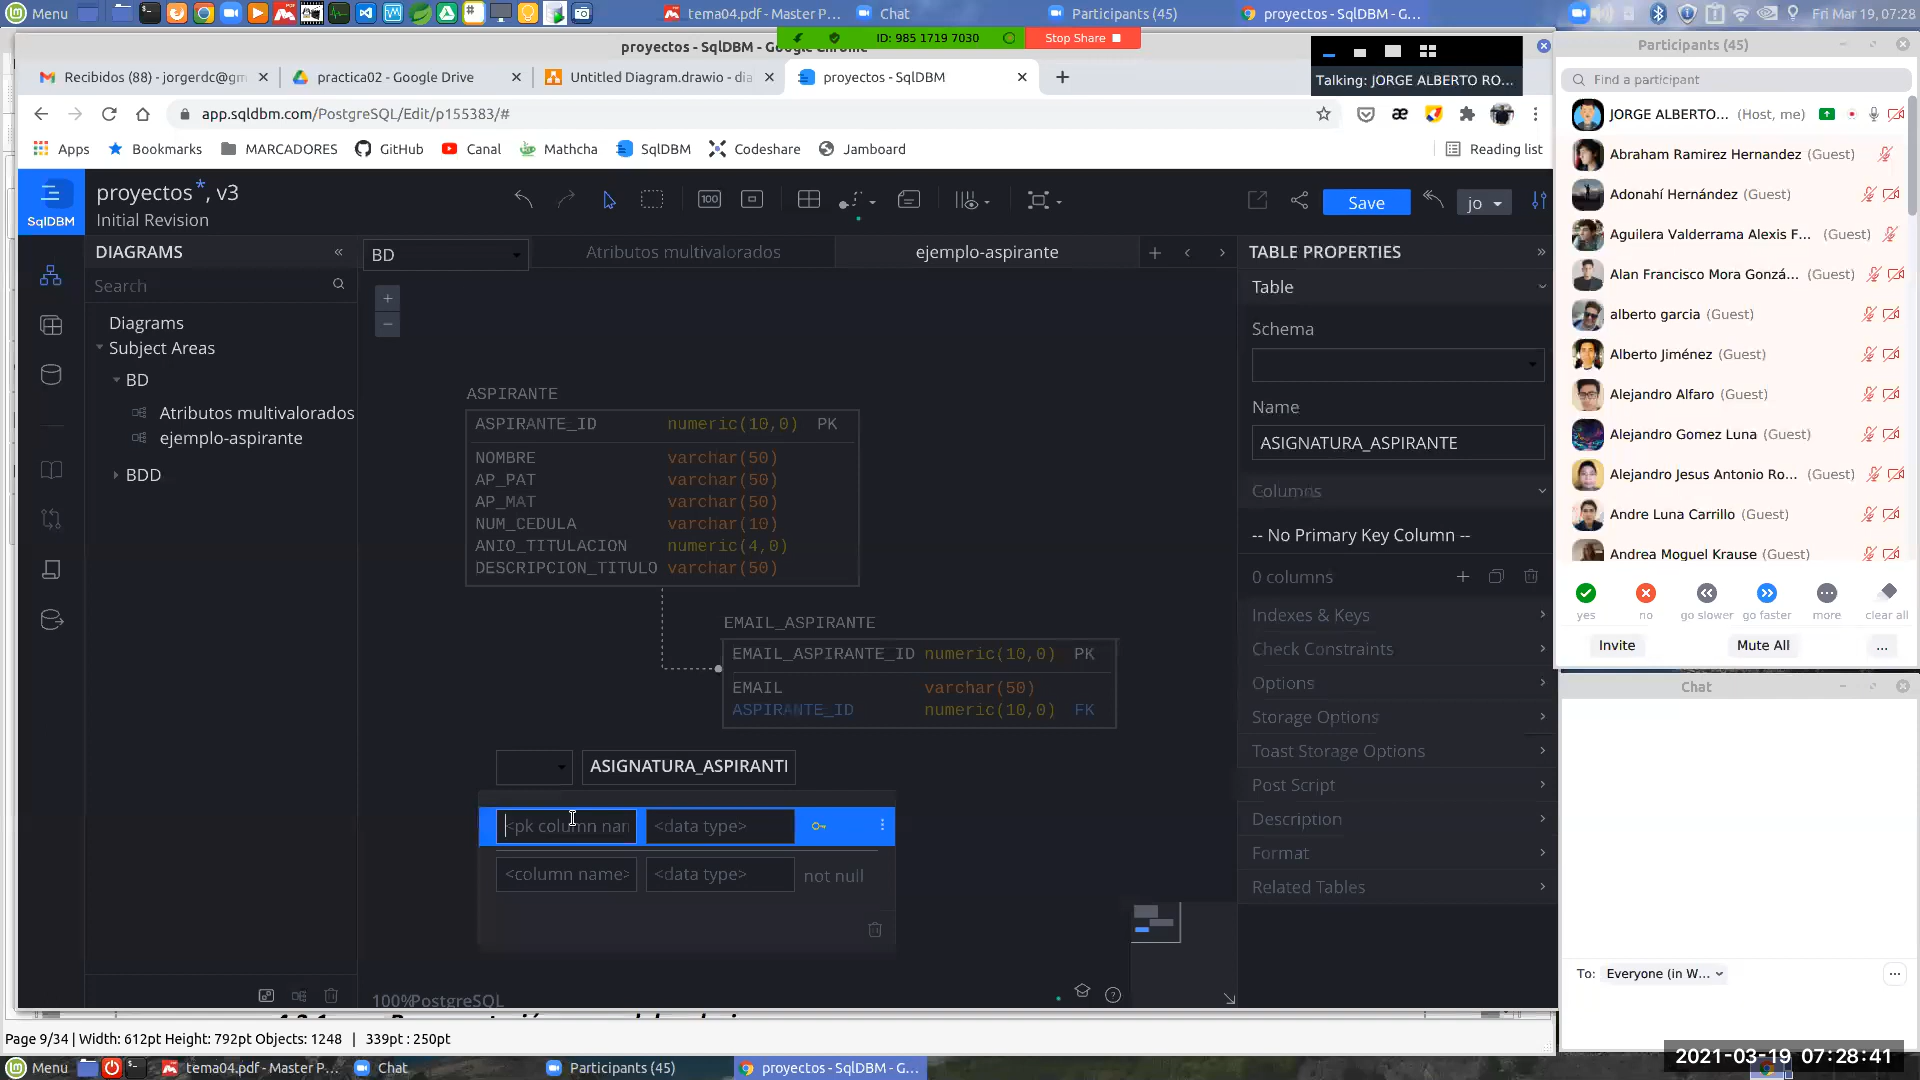 Menu
tema04.pdf - Master P...
Chat
Participants (45)
proyectos - SqlDBM - G...
Fri Mar 19, 07:28
proyectos - SqlDBM - Google Chrome
ID: 985 1719 7030
Stop Share
Talking: JORGE ALBERTO RO...
Recibidos (88) - jorgerdc@gm
practica02 - Google Drive
Untitled Diagram.drawio - dia
proyectos - SqlDBM
app.sqldbm.com/PostgreSQL/Edit/p155383/#
Apps
Bookmarks
MARCADORES
GitHub
Canal
Mathcha
SqlDBM
Codeshare
Jamboard
Reading list
SqlDBM
proyectos*, v3
Initial Revision
100
Save
jo
DIAGRAMS
Search
Diagrams
Subject Areas
BD
Atributos multivalorados
ejemplo-aspirante
BDD
BD
Atributos multivalorados
ejemplo-aspirante
ASPIRANTE
ASPIRANTE_ID numeric(10,0) PK
NOMBRE varchar(50)
AP_PAT varchar(50)
AP_MAT varchar(50)
NUM_CEDULA varchar(10)
ANIO_TITULACION numeric(4,0)
DESCRIPCION_TITULO varchar(50)
EMAIL_ASPIRANTE
EMAIL_ASPIRANTE_ID numeric(10,0) PK
EMAIL varchar(50)
ASPIRANTE_ID numeric(10,0) FK
ASIGNATURA_ASPIRANTI
<pk column nar <data type>
<column name> <data type> not null
100% PostgreSQL
TABLE PROPERTIES
Table
Schema
Name
ASIGNATURA_ASPIRANTE
Columns
-- No Primary Key Column --
0 columns
Indexes & Keys
Check Constraints
Options
Storage Options
Toast Storage Options
Post Script
Description
Format
Related Tables
Participants (45)
Find a participant
JORGE ALBERTO... (Host, me)
Abraham Ramirez Hernandez (Guest)
Adonahí Hernández (Guest)
Aguilera Valderrama Alexis F... (Guest)
Alan Francisco Mora Gonzá... (Guest)
alberto garcia (Guest)
Alberto Jiménez (Guest)
Alejandro Alfaro (Guest)
Alejandro Gomez Luna (Guest)
Alejandro Jesus Antonio Ro... (Guest)
Andre Luna Carrillo (Guest)
Andrea Moguel Krause (Guest)
yes
no
go slower
go faster
more
clear all
Invite
Mute All
...
Chat
To: Everyone (in W...
Page 9/34 | Width: 612pt Height: 792pt Objects: 1248 | 339pt : 250pt
Menu
tema04.pdf - Master P...
Chat
Participants (45)
proyectos - SqlDBM - G...
2021-03-19 07:28:41